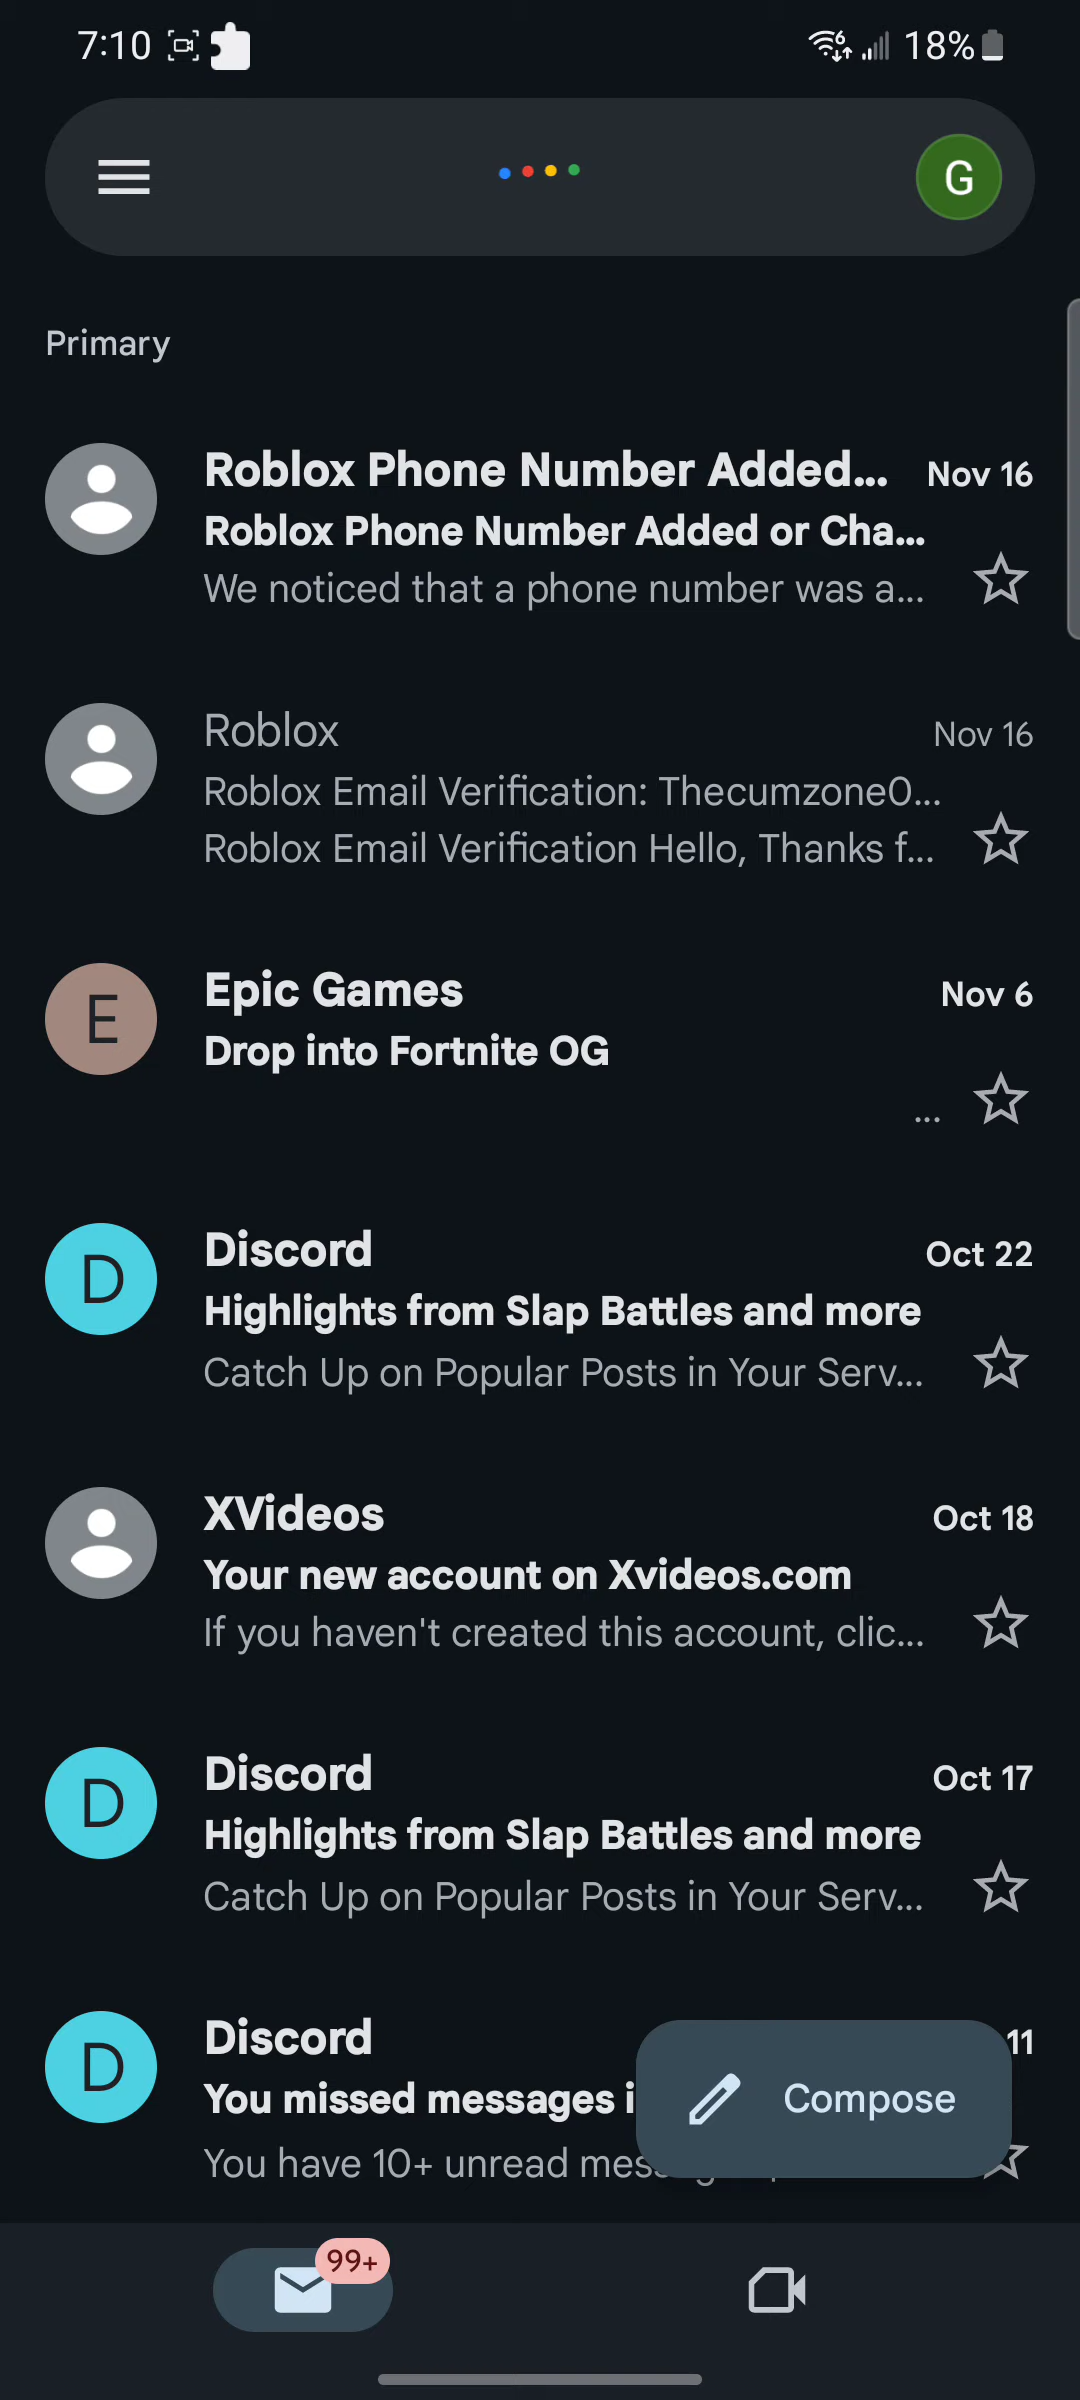 7:10 18%
G
Primary
Roblox Phone Number Added... Nov 16
Roblox Phone Number Added or Cha...
We noticed that a phone number was a...
Roblox Nov 16
Roblox Email Verification: Thecumzone0...
Roblox Email Verification Hello, Thanks f...
E
Epic Games Nov 6
Drop into Fortnite OG
...
D
Discord Oct 22
Highlights from Slap Battles and more
Catch Up on Popular Posts in Your Serv...
XVideos Oct 18
Your new account on Xvideos.com
If you haven't created this account, clic...
D
Discord Oct 17
Highlights from Slap Battles and more
Catch Up on Popular Posts in Your Serv...
D
Discord 11
You missed messages i
You have 10+ unread mess
Compose
99+